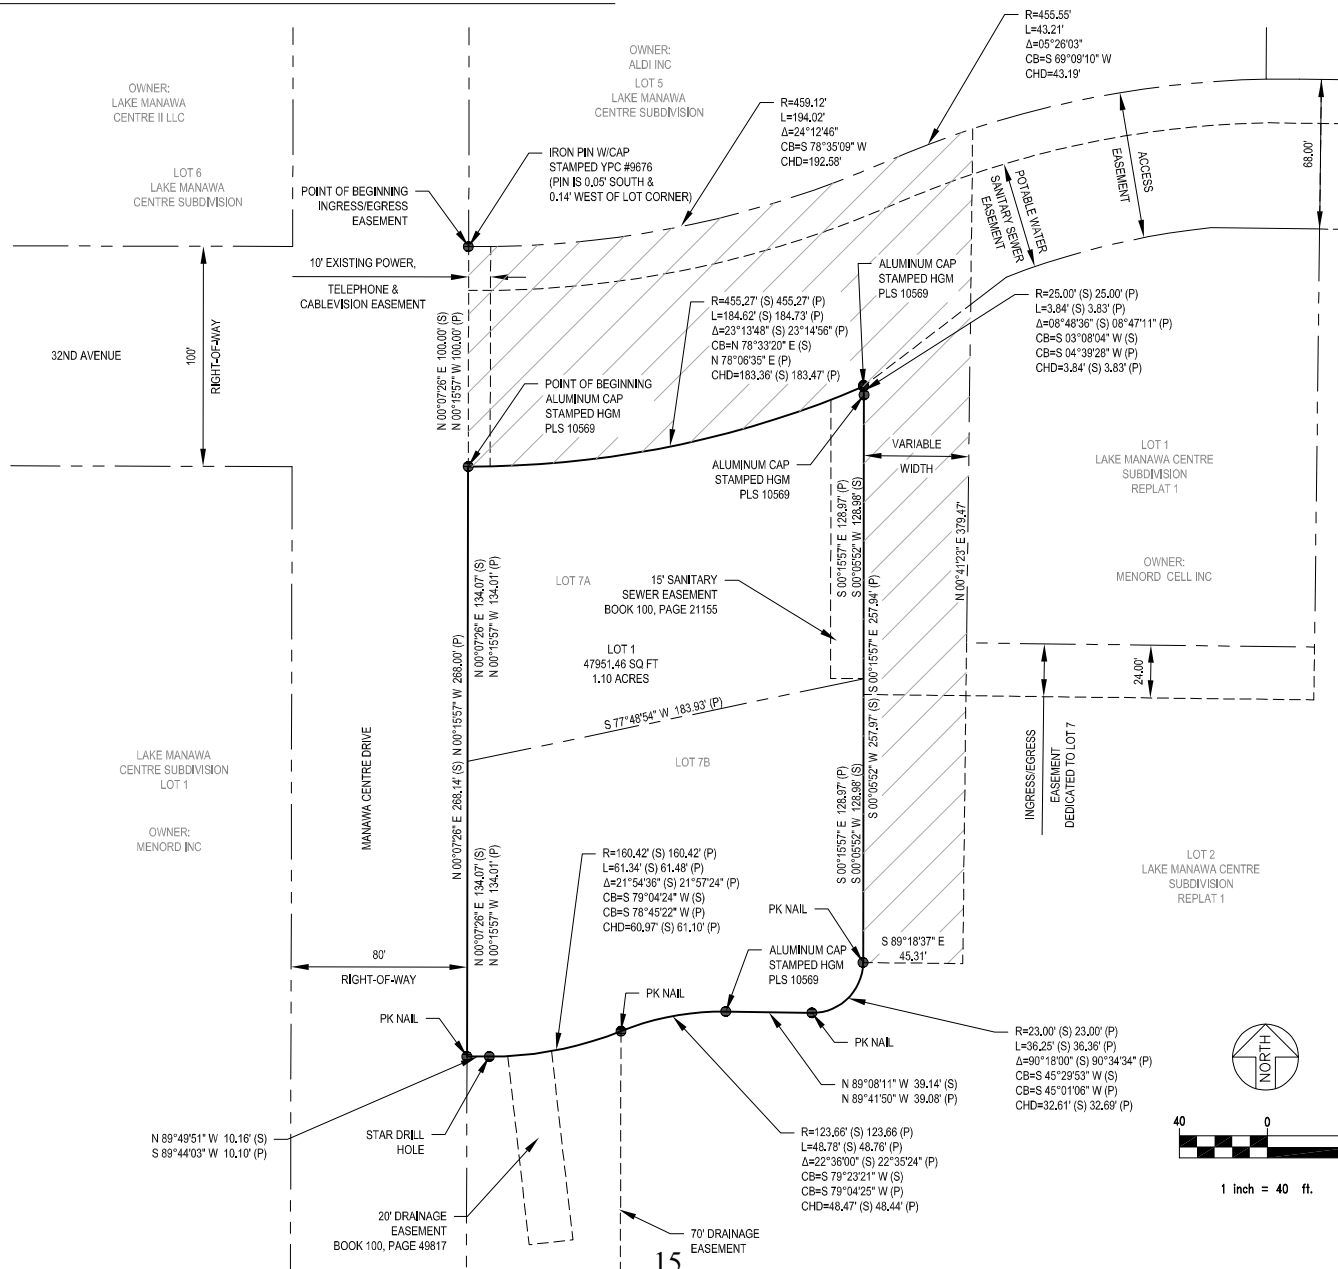 R=455.55'
L=43.21'
Δ=05°26'03"
CB=S 69°09'10" W
CHD=43.19'
OWNER:
ALDI INC
LOT 5
LAKE MANAWA
CENTRE SUBDIVISION
OWNER:
LAKE MANAWA
CENTRE II LLC
LOT 6
LAKE MANAWA
CENTRE SUBDIVISION
R=459.12'
L=194.02'
Δ=24°12'46"
CB=S 78°35'09" W
CHD=192.58'
IRON PIN W/CAP
STAMPED YPC #9676
(PIN IS 0.05' SOUTH &
0.14' WEST OF LOT CORNER)
POINT OF BEGINNING
INGRESS/EGRESS
EASEMENT
ACCESS
EASEMENT
68.00'
POTABLE WATER
SANITARY SEWER
EASEMENT
10' EXISTING POWER,
TELEPHONE &
CABLEVISION EASEMENT
ALUMINUM CAP
STAMPED HGM
PLS 10569
R=25.00' (S) 25.00' (P)
L=3.84' (S) 3.83' (P)
Δ=08°48'36" (S) 08°47'11" (P)
CB=S 03°08'04" W (S)
CB=S 04°39'28" W (P)
CHD=3.84' (S) 3.83' (P)
R=455.27' (S) 455.27' (P)
L=184.62' (S) 184.73' (P)
Δ=23°13'48" (S) 23°14'56" (P)
CB=N 78°33'20" E (S)
N 78°06'35" E (P)
CHD=183.36' (S) 183.47' (P)
32ND AVENUE
100'
RIGHT-OF-WAY
N 00°07'26" E 100.00' (S)
N 00°15'57" W 100.00' (P)
POINT OF BEGINNING
ALUMINUM CAP
STAMPED HGM
PLS 10569
ALUMINUM CAP
STAMPED HGM
PLS 10569
VARIABLE
WIDTH
LOT 1
LAKE MANAWA CENTRE
SUBDIVISION
REPLAT 1
OWNER:
MENORD CELL INC
S 00°15'57" E 128.97' (P)
S 00°05'52" W 128.98' (S)
N 00°41'23" E 379.47'
N 00°07'26" E 134.07' (S)
N 00°15'57" W 134.01' (P)
LOT 7A
15' SANITARY
SEWER EASEMENT
BOOK 100, PAGE 21155
LOT 1
47951.46 SQ FT
1.10 ACRES
S 00°05'52" W 257.97' (S) S 00°15'57" E 257.94' (P)
24.00'
N 00°07'26" E 268.14' (S) N 00°15'57" W 268.00' (P)
S 77°48'54" W 183.93' (P)
LOT 7B
MANAWA CENTRE DRIVE
LAKE MANAWA
CENTRE SUBDIVISION
LOT 1
OWNER:
MENORD INC
INGRESS/EGRESS
EASEMENT
DEDICATED TO LOT 7
S 00°15'57" E 128.97' (P)
S 00°05'52" W 128.98' (S)
LOT 2
LAKE MANAWA CENTRE
SUBDIVISION
REPLAT 1
R=160.42' (S) 160.42' (P)
L=61.34' (S) 61.48' (P)
Δ=21°54'36" (S) 21°57'24" (P)
CB=S 79°04'24" W (S)
CB=S 78°45'22" W (P)
CHD=60.97' (S) 61.10' (P)
N 00°07'26" E 134.07' (S)
N 00°15'57" W 134.01' (P)
PK NAIL
S 89°18'37" E
45.31'
80'
RIGHT-OF-WAY
ALUMINUM CAP
STAMPED HGM
PLS 10569
PK NAIL
PK NAIL
PK NAIL
R=23.00' (S) 23.00' (P)
L=36.25' (S) 36.36' (P)
Δ=90°18'00" (S) 90°34'34" (P)
CB=S 45°29'53" W (S)
CB=S 45°01'06" W (P)
CHD=32.61' (S) 32.69' (P)
NORTH
N 89°08'11" W 39.14' (S)
N 89°41'50" W 39.08' (P)
N 89°49'51" W 10.16' (S)
S 89°44'03" W 10.10' (P)
STAR DRILL
HOLE
R=123.66' (S) 123.66 (P)
L=48.78' (S) 48.76' (P)
Δ=22°36'00" (S) 22°35'24" (P)
CB=S 79°23'21" W (S)
CB=S 79°04'25" W (P)
CHD=48.47' (S) 48.44' (P)
40 0
1 inch = 40 ft.
20' DRAINAGE
EASEMENT
BOOK 100, PAGE 49817
70' DRAINAGE
EASEMENT
15